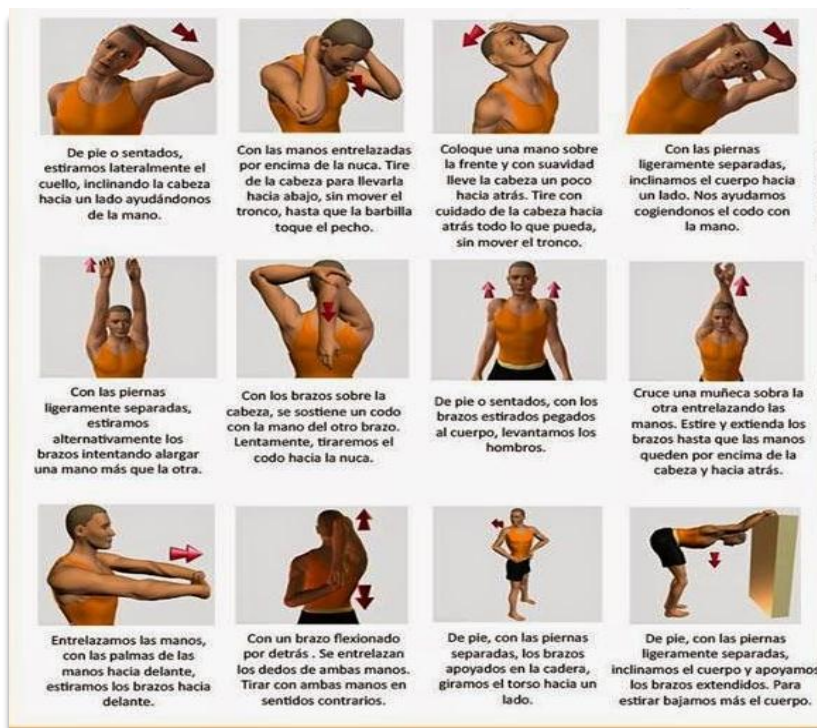 De pie o sentados,
estiramos lateralmente el
cuello, inclinando la cabeza
hacia un lado ayudándonos
de la mano.
Con las manos entrelazadas
por encima de la nuca. Tire
de la cabeza para llevarla
hacia abajo, sin mover el
tronco, hasta que la barbilla
toque el pecho.
Coloque una mano sobre
la frente y con suavidad
lleve la cabeza un poco
hacia atrás. Tire con
cuidado de la cabeza hacia
atrás todo lo que pueda,
sin mover el tronco.
Con las piernas
ligeramente separadas,
inclinamos el cuerpo hacia
un lado. Nos ayudamos
cogiendonos el codo con
la mano.
Con las piernas
ligeramente separadas,
estiramos
alternativamente los
brazos intentando alargar
una mano más que la otra.
Con los brazos sobre la
cabeza, se sostiene un codo
con la mano del otro brazo.
Lentamente, tiraremos el
codo hacia la nuca.
De pie o sentados, con los
brazos estirados pegados
al cuerpo, levantamos los
hombros.
Cruce una muñeca sobra la
otra entrelazando las
manos. Estire y extienda los
brazos hasta que las manos
queden por encima de la
cabeza y hacia atrás.
Entrelazamos las manos,
con las palmas de las
manos hacia delante,
estiramos los brazos hacia
delante.
Con un brazo flexionado
por detrás . Se entrelazan
los dedos de ambas manos.
Tirar con ambas manos en
sentidos contrarios.
De pie, con las piernas
separadas, los brazos
apoyados en la cadera,
giramos el torso hacia un
lado.
De pie, con las piernas
ligeramente separadas,
inclinamos el cuerpo y apoyamos
los brazos extendidos. Para
estirar bajamos más el cuerpo.